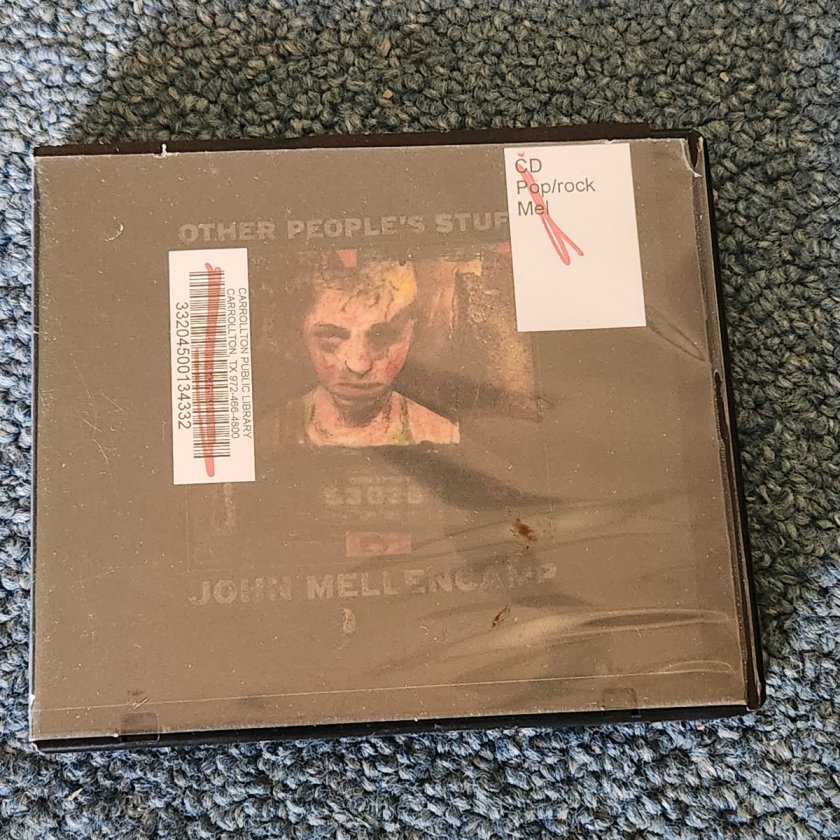 CD
Pop/rock
Mel
OTHER PEOPLE'S STUF
CARROLLTON PUBLIC LIBRARY
CARROLLTON, TX 972-466-4800
33204500134332
JOHN MELLENCAMP